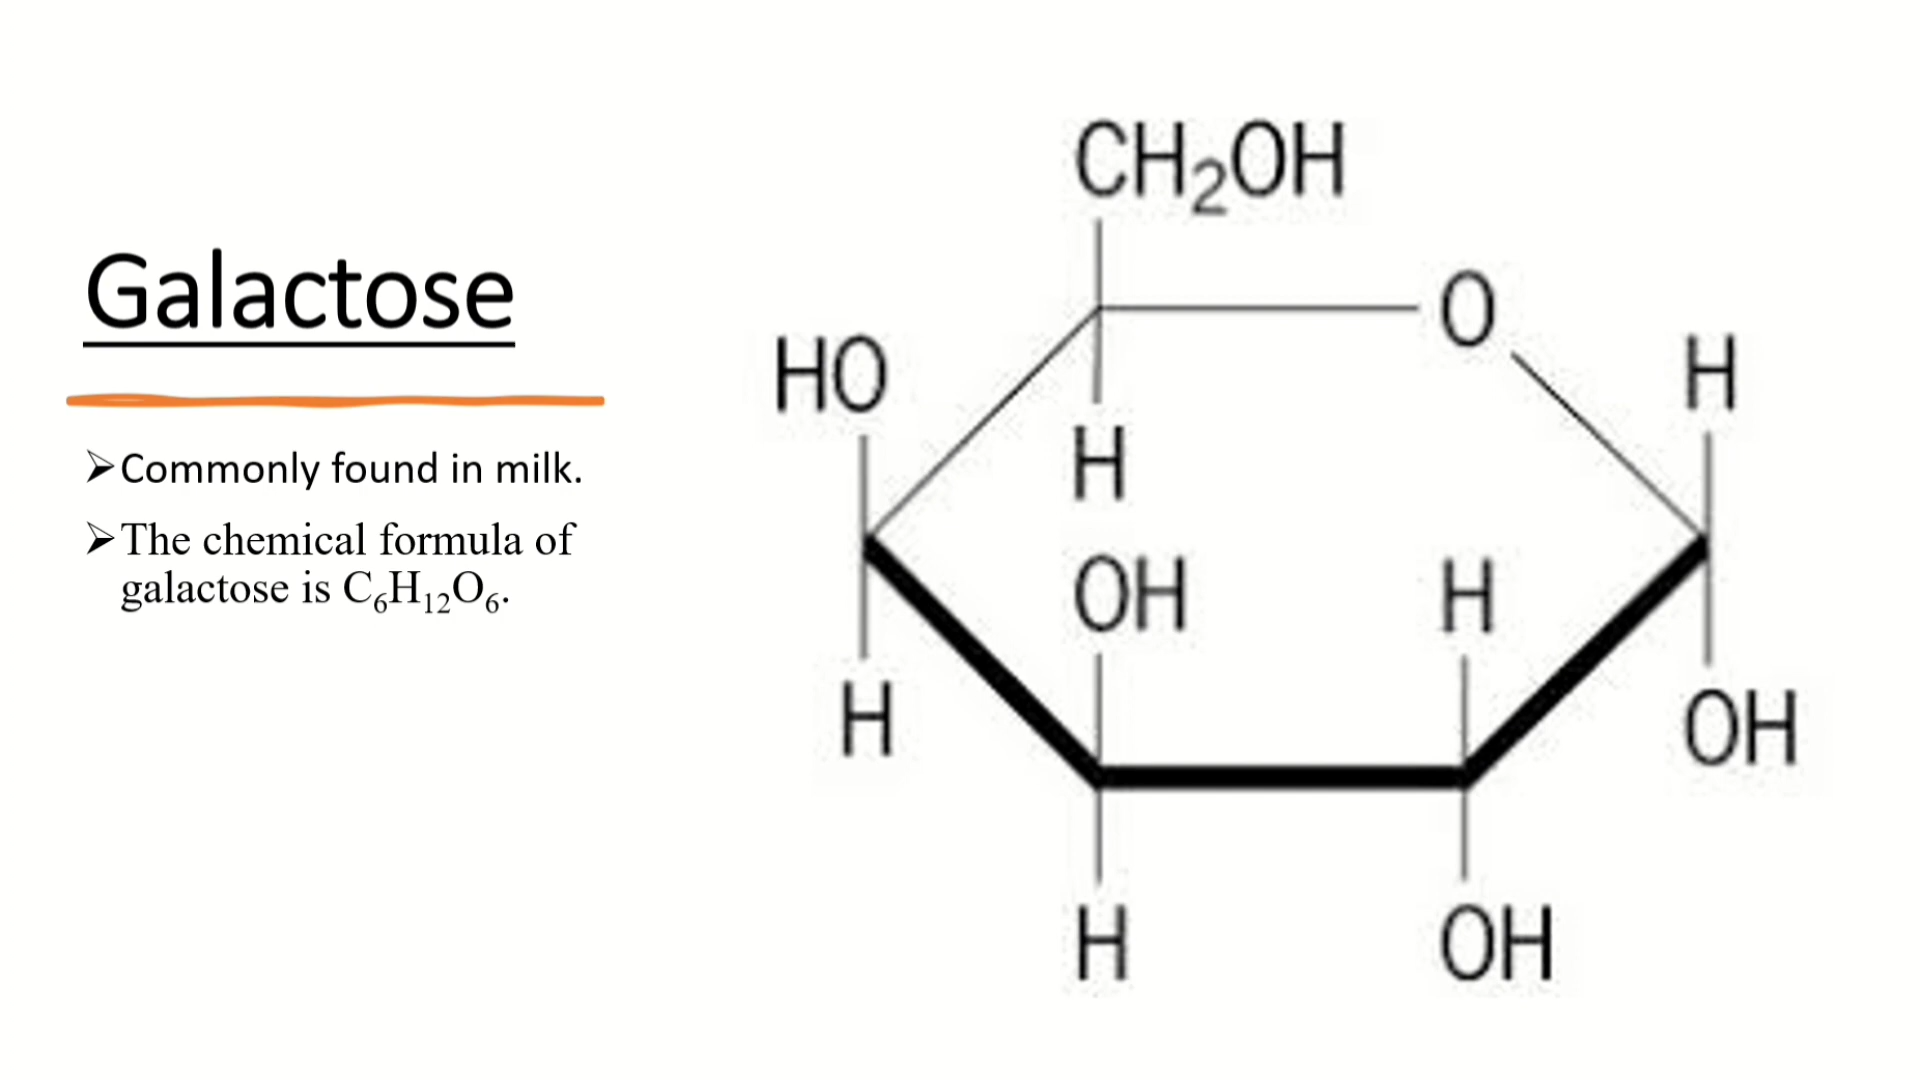 Galactose
➢Commonly found in milk.
➢The chemical formula of
galactose is C₆H₁₂O₆.
CH₂OH
O
HO
H
H
OH
H
H
OH
H
OH